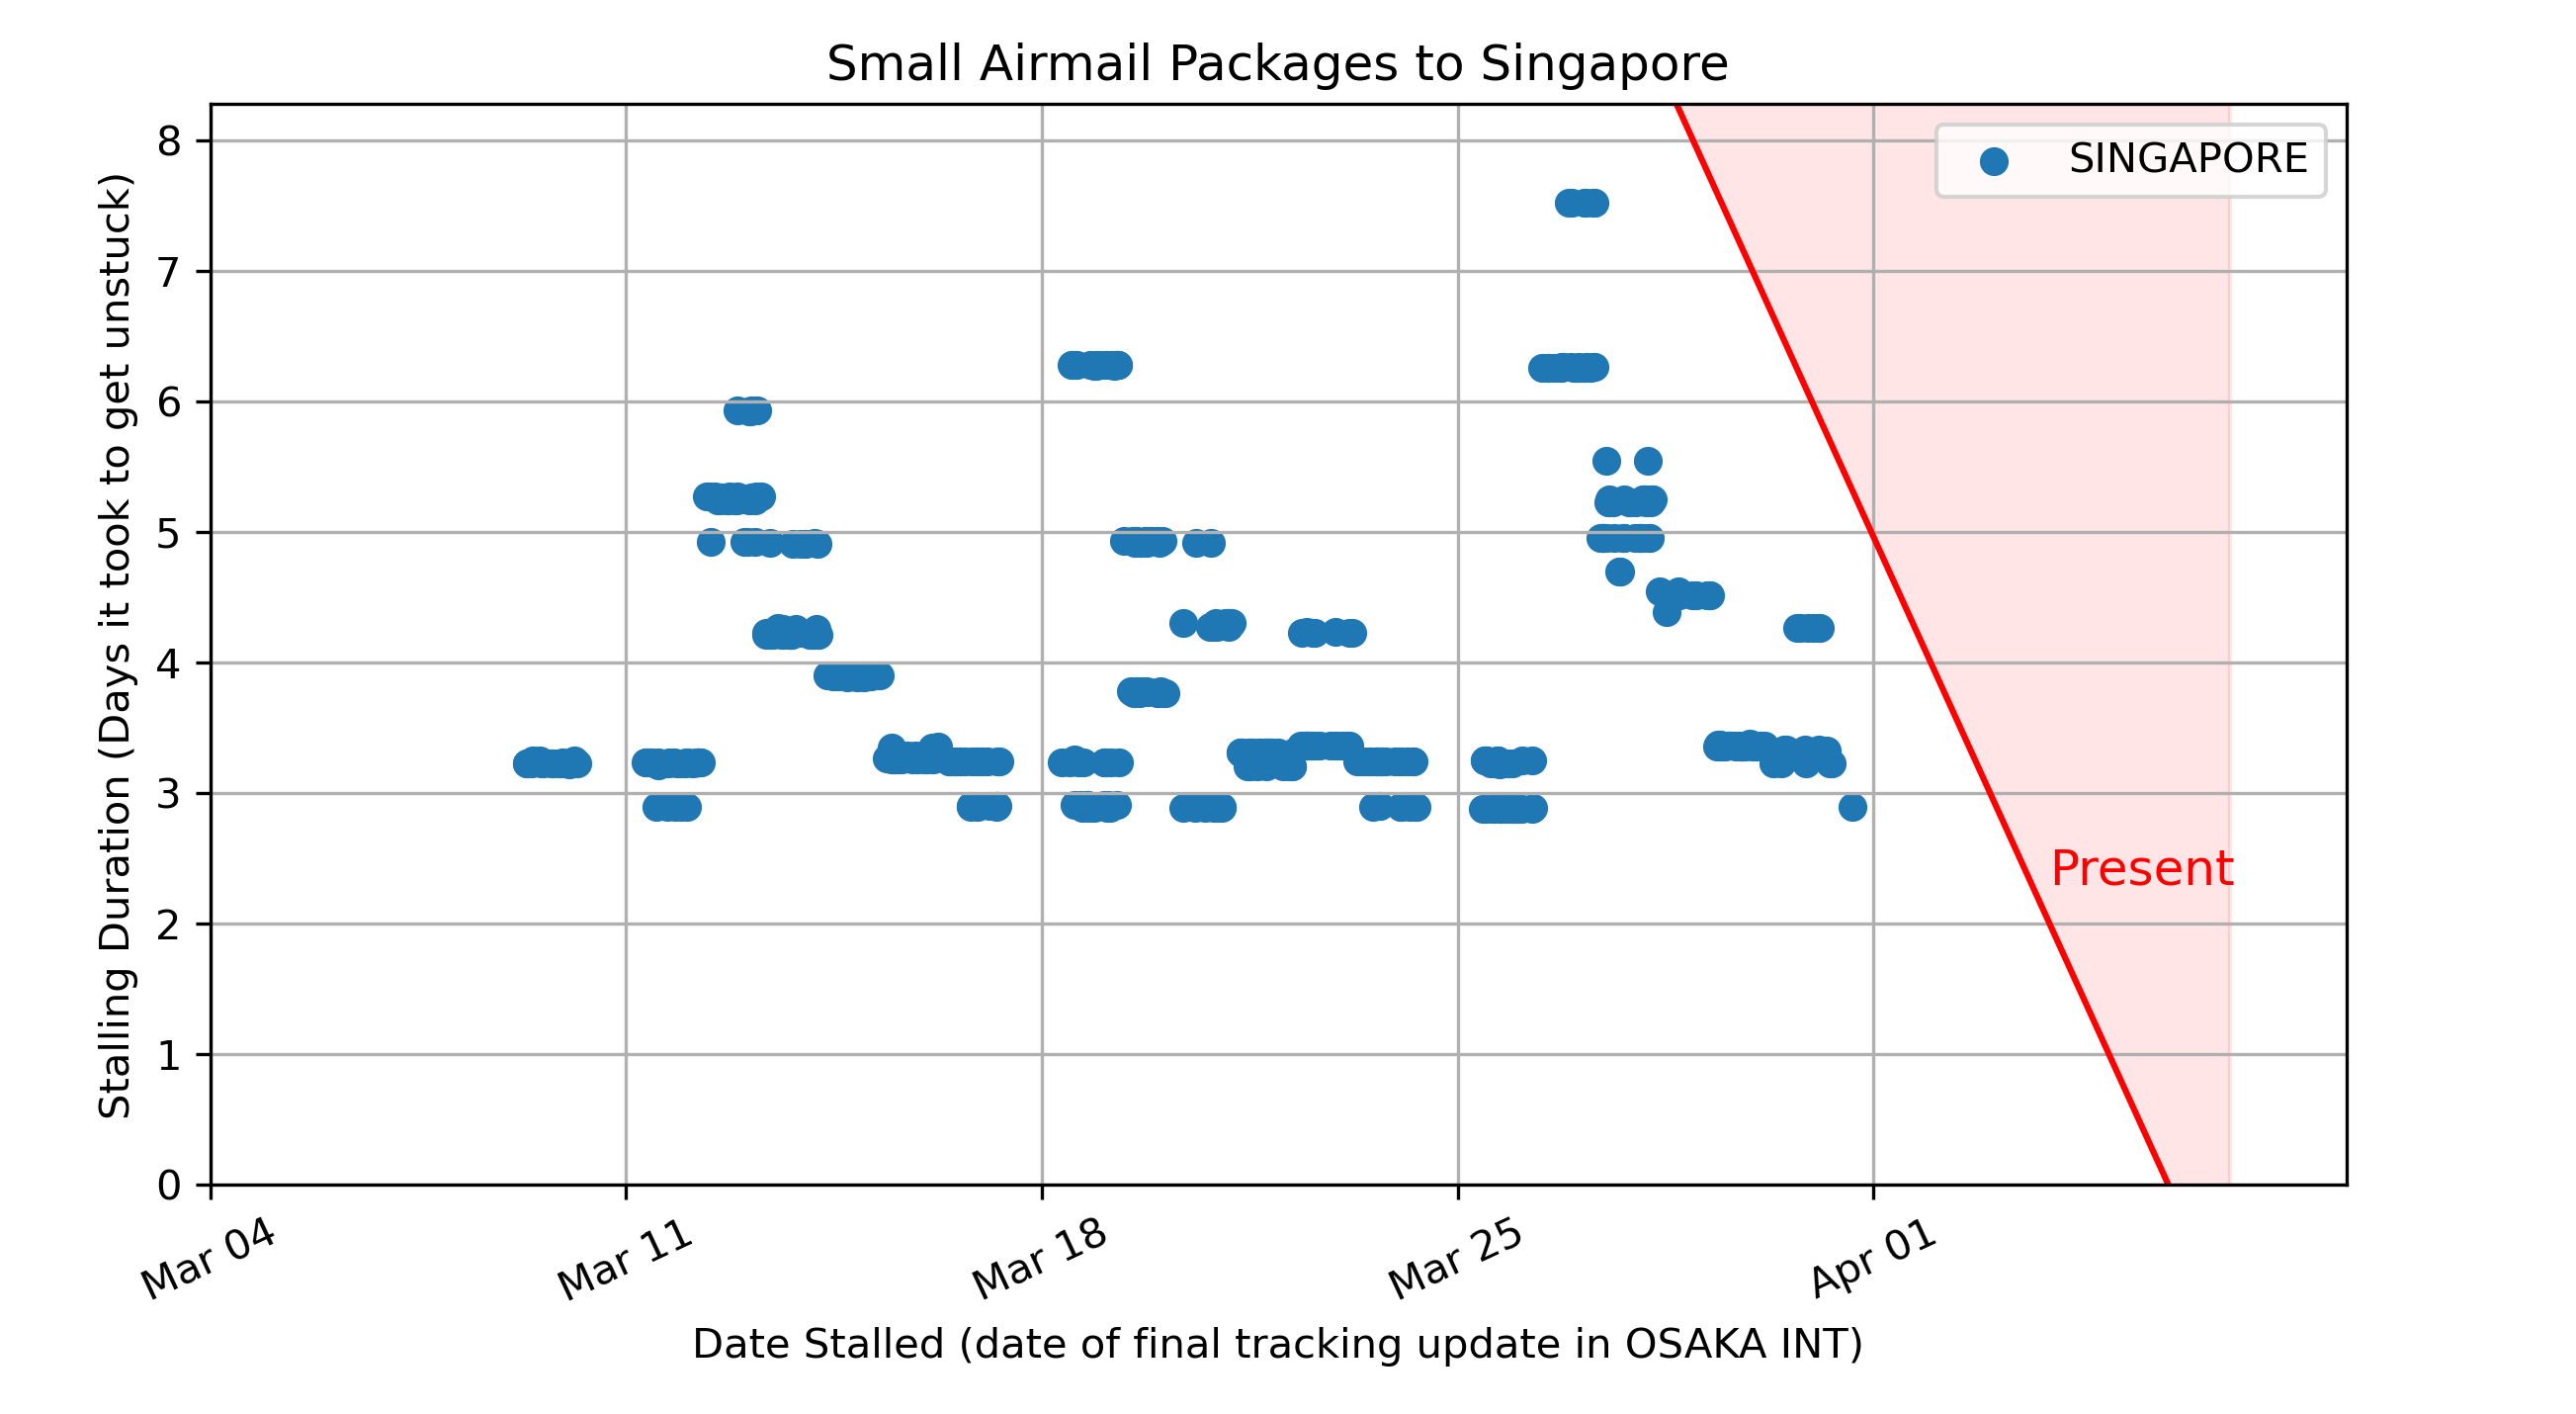 Small Airmail Packages to Singapore
Stalling Duration (Days it took to get unstuck)
8
7
6
5
4
3
2
1
0
SINGAPORE
Present
Mar 04
Mar 11
Mar 18
Mar 25
Apr 01
Date Stalled (date of final tracking update in OSAKA INT)